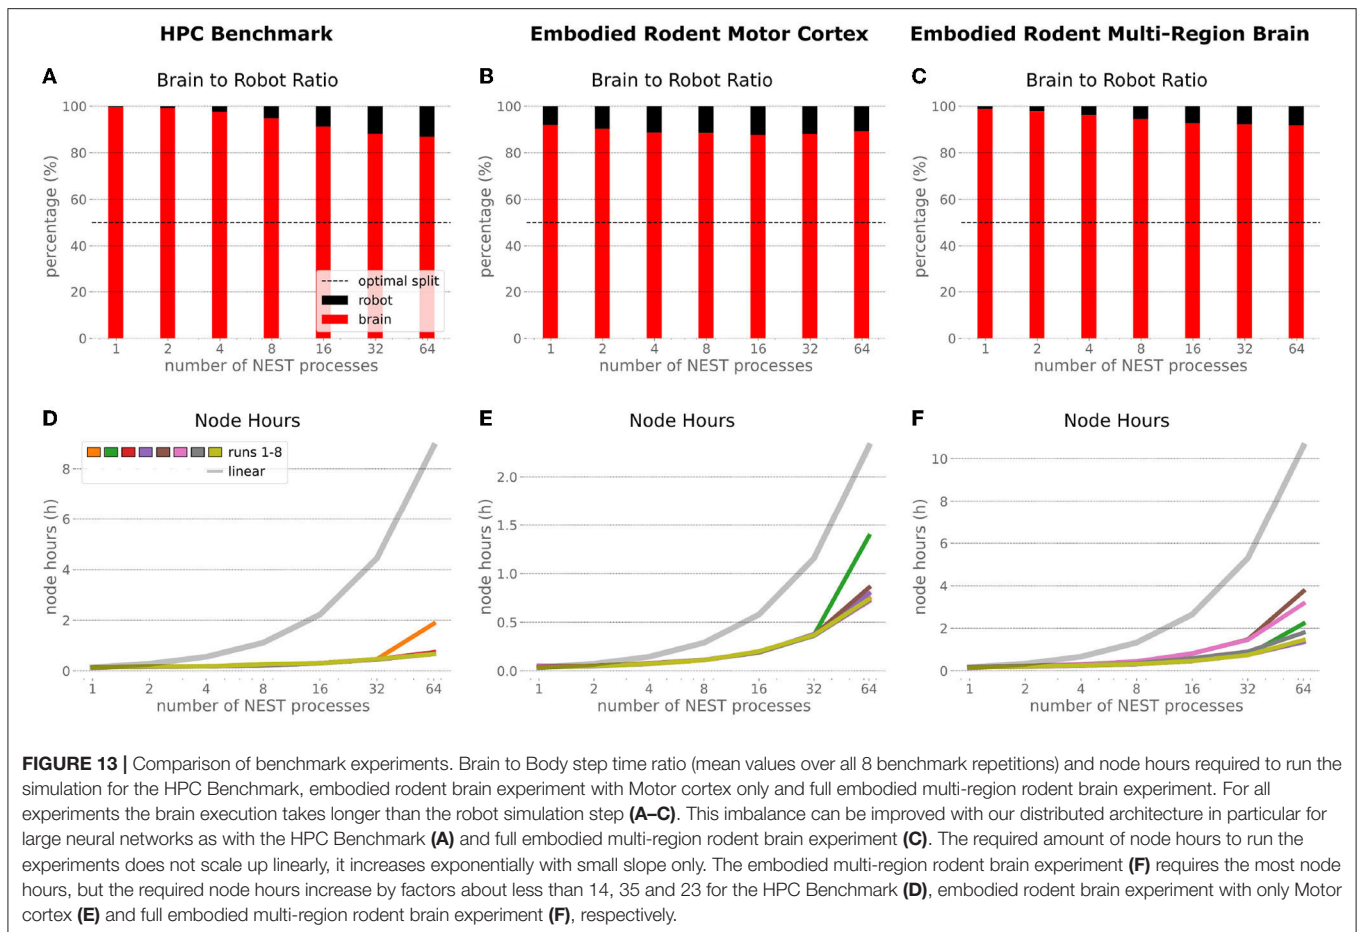 HPC Benchmark
Embodied Rodent Motor Cortex
Embodied Rodent Multi-Region Brain
A
Brain to Robot Ratio
percentage (%)
100
80
60
40
20
0
optimal split
robot
brain
1 2 4 8 16 32 64
number of NEST processes
B
Brain to Robot Ratio
percentage (%)
100
80
60
40
20
0
1 2 4 8 16 32 64
number of NEST processes
C
Brain to Robot Ratio
percentage (%)
100
80
60
40
20
0
1 2 4 8 16 32 64
number of NEST processes
D
Node Hours
node hours (h)
runs 1-8
linear
8
6
4
2
0
1 2 4 8 16 32 64
number of NEST processes
E
Node Hours
node hours (h)
2.0
1.5
1.0
0.5
0.0
1 2 4 8 16 32 64
number of NEST processes
F
Node Hours
node hours (h)
10
8
6
4
2
0
1 2 4 8 16 32 64
number of NEST processes
FIGURE 13 | Comparison of benchmark experiments. Brain to Body step time ratio (mean values over all 8 benchmark repetitions) and node hours required to run the
simulation for the HPC Benchmark, embodied rodent brain experiment with Motor cortex only and full embodied multi-region rodent brain experiment. For all
experiments the brain execution takes longer than the robot simulation step (A–C). This imbalance can be improved with our distributed architecture in particular for
large neural networks as with the HPC Benchmark (A) and full embodied multi-region rodent brain experiment (C). The required amount of node hours to run the
experiments does not scale up linearly, it increases exponentially with small slope only. The embodied multi-region rodent brain experiment (F) requires the most node
hours, but the required node hours increase by factors about less than 14, 35 and 23 for the HPC Benchmark (D), embodied rodent brain experiment with only Motor
cortex (E) and full embodied multi-region rodent brain experiment (F), respectively.